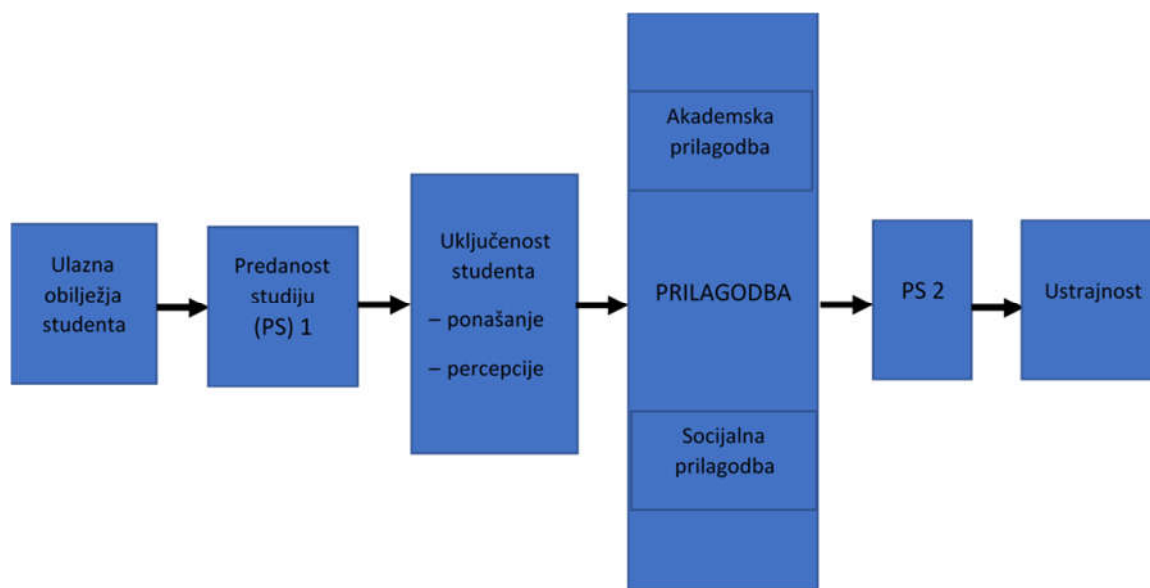 Ulazna
obilježja
studenta
Predanost
studiju
(PS) 1
Uključenost
studenta
– ponašanje
– percepcije
Akademska
prilagodba
PRILAGODBA
Socijalna
prilagodba
PS 2
Ustrajnost